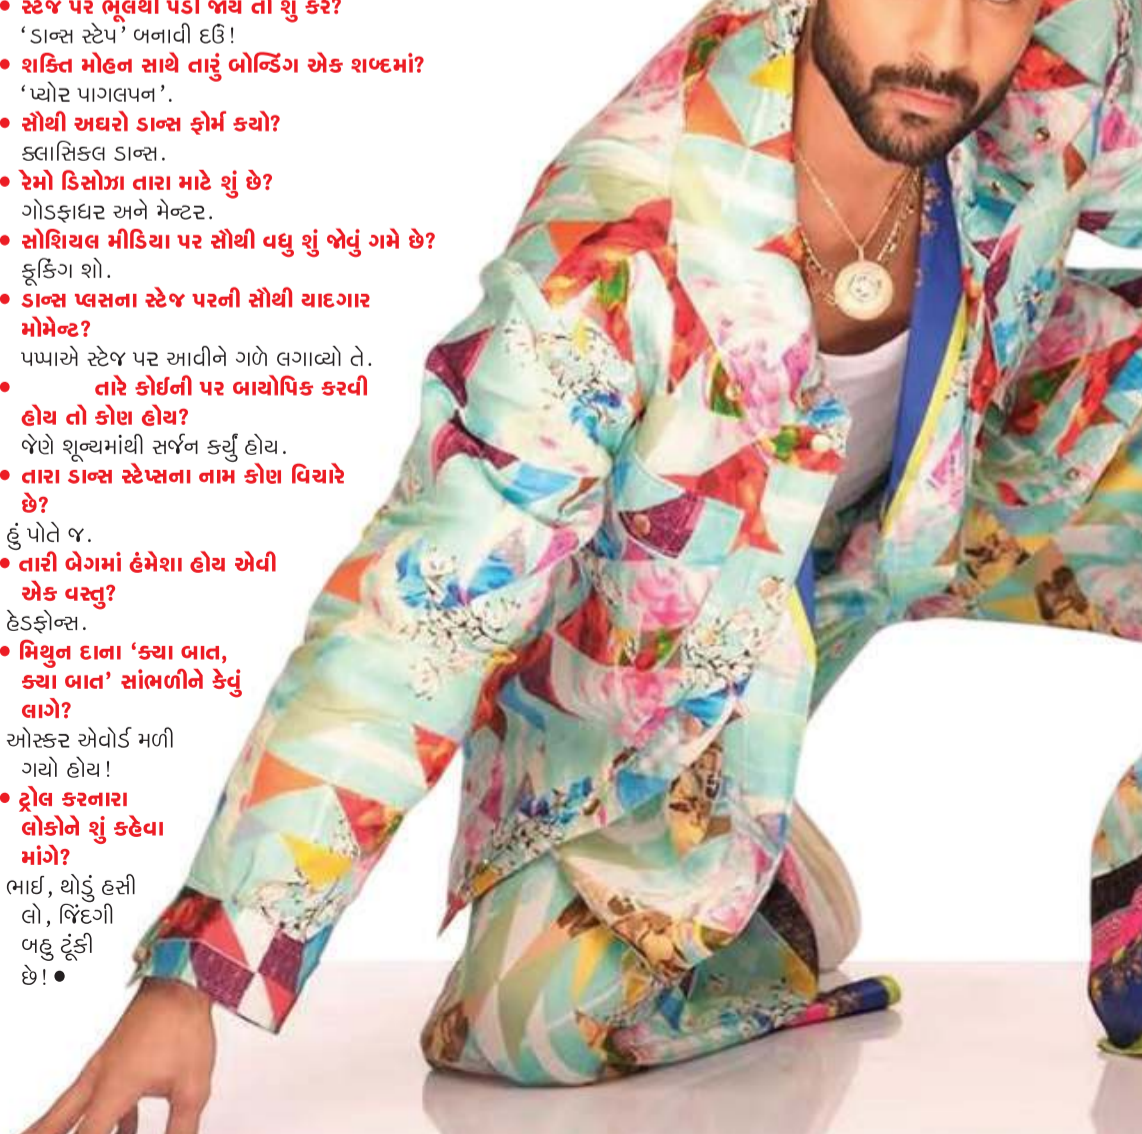 • સ્ટેજ પર ભૂલથી પડી જાય તો શું કરે?
‘ડાન્સ સ્ટેપ’ બનાવી દઉં!
• શક્તિ મોહન સાથે તારું બોન્ડિંગ એક શબ્દમાં?
‘પ્યોર પાગલપન’.
• સૌથી અઘરો ડાન્સ ફોર્મ કયો?
ક્લાસિકલ ડાન્સ.
• રેમો ડિસોઝા તારા માટે શું છે?
ગોડફાધર અને મેન્ટર.
• સોશિયલ મીડિયા પર સૌથી વધુ શું જોવું ગમે છે?
કૂકિંગ શો.
• ડાન્સ પ્લસના સ્ટેજ પરની સૌથી યાદગાર
મોમેન્ટ?
પપ્પાએ સ્ટેજ પર આવીને ગળે લગાવ્યો તે.
• તારે કોઈની પર બાયોપિક કરવી
હોય તો કોણ હોય?
જેણે શૂન્યમાંથી સર્જન કર્યું હોય.
• તારા ડાન્સ સ્ટેપ્સના નામ કોણ વિચારે
છે?
હું પોતે જ.
• તારી બેગમાં હંમેશા હોય એવી
એક વસ્તુ?
હેડફોન્સ.
• મિથુન દાના ‘ક્યા બાત,
ક્યા બાત’ સાંભળીને કેવું
લાગે?
ઓસ્કર એવોર્ડ મળી
ગયો હોય!
• ટ્રોલ કરનારા
લોકોને શું કહેવા
માંગે?
ભાઈ, થોડું હસી
લો, જિંદગી
બહુ ટૂંકી
છે! •